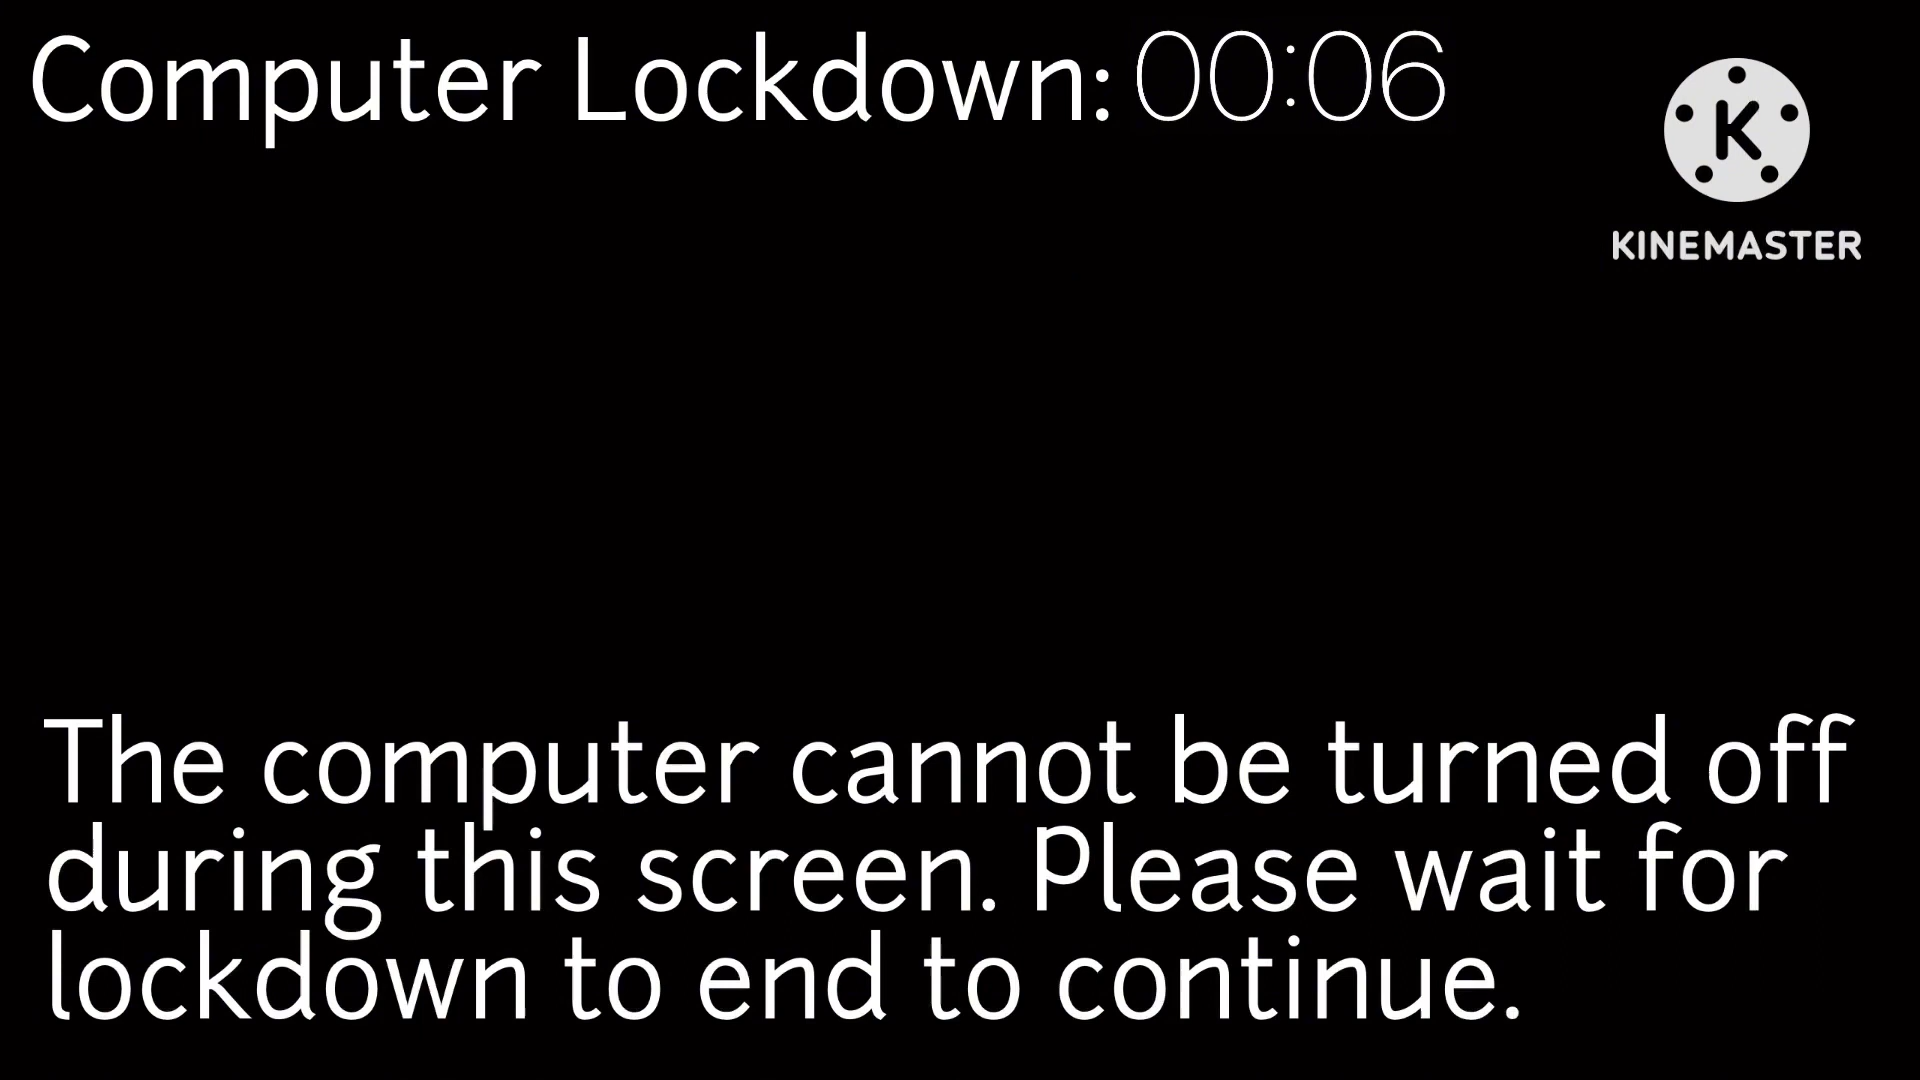 Computer Lockdown: 00:06
K
KINEMASTER
The computer cannot be turned off
during this screen. Please wait for
lockdown to end to continue.